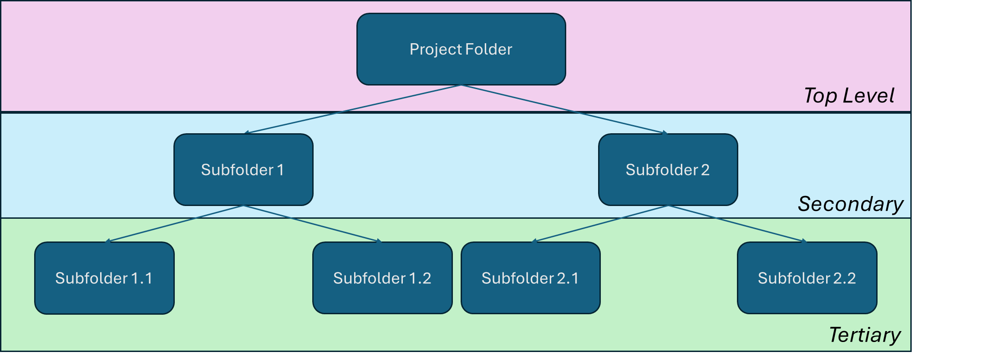 Project Folder
Top Level
Subfolder 1
Subfolder 2
Secondary
Subfolder 1.1
Subfolder 1.2
Subfolder 2.1
Subfolder 2.2
Tertiary